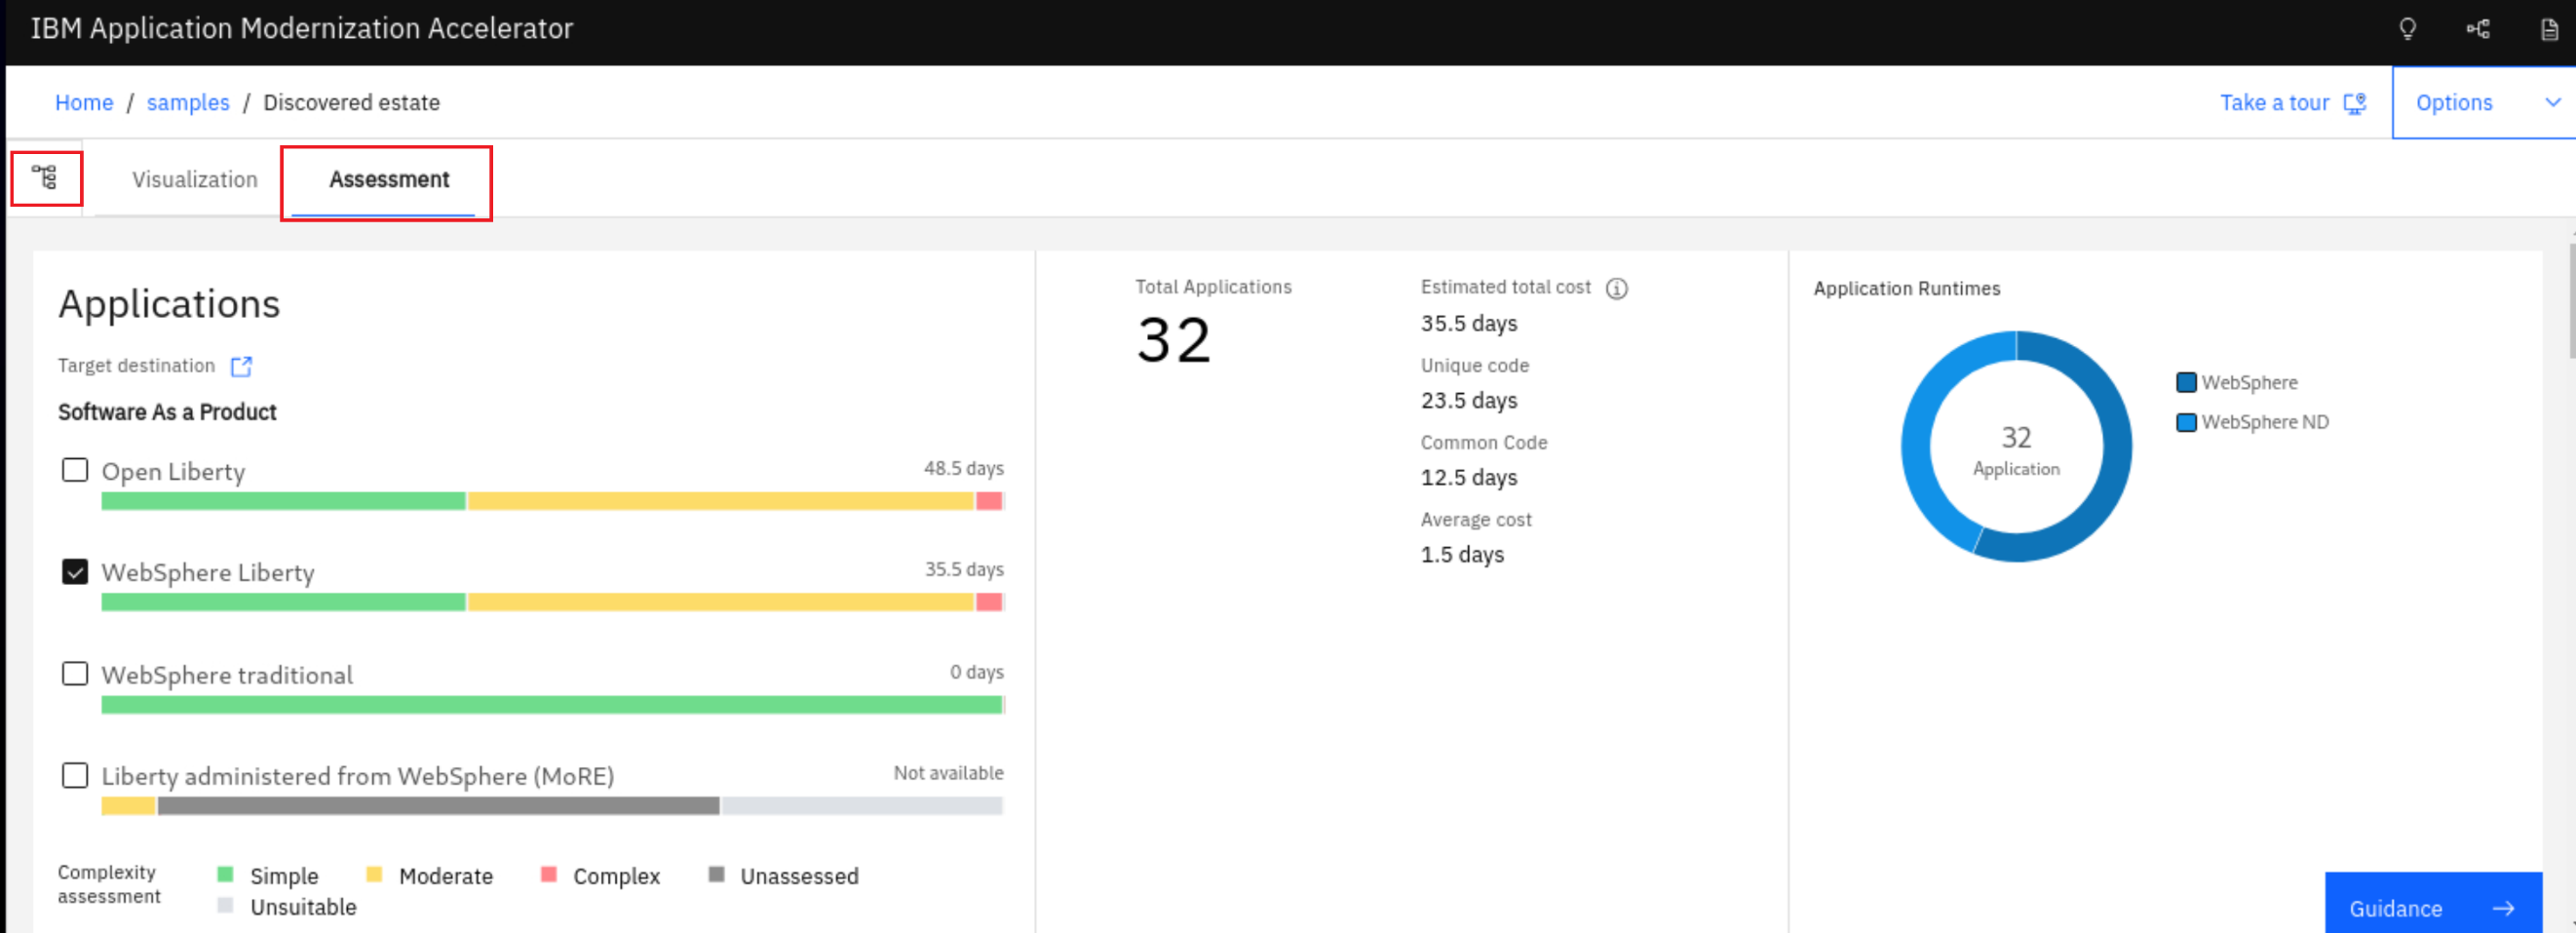 IBM Application Modernization Accelerator
Home / samples / Discovered estate
Take a tour
Options
Visualization
Assessment
Applications
Target destination
Software As a Product
Open Liberty
48.5 days
WebSphere Liberty
35.5 days
WebSphere traditional
0 days
Liberty administered from WebSphere (MoRE)
Not available
Complexity
assessment
Simple
Moderate
Complex
Unassessed
Unsuitable
Total Applications
32
Estimated total cost
35.5 days
Unique code
23.5 days
Common Code
12.5 days
Average cost
1.5 days
Application Runtimes
32
Application
WebSphere
WebSphere ND
Guidance